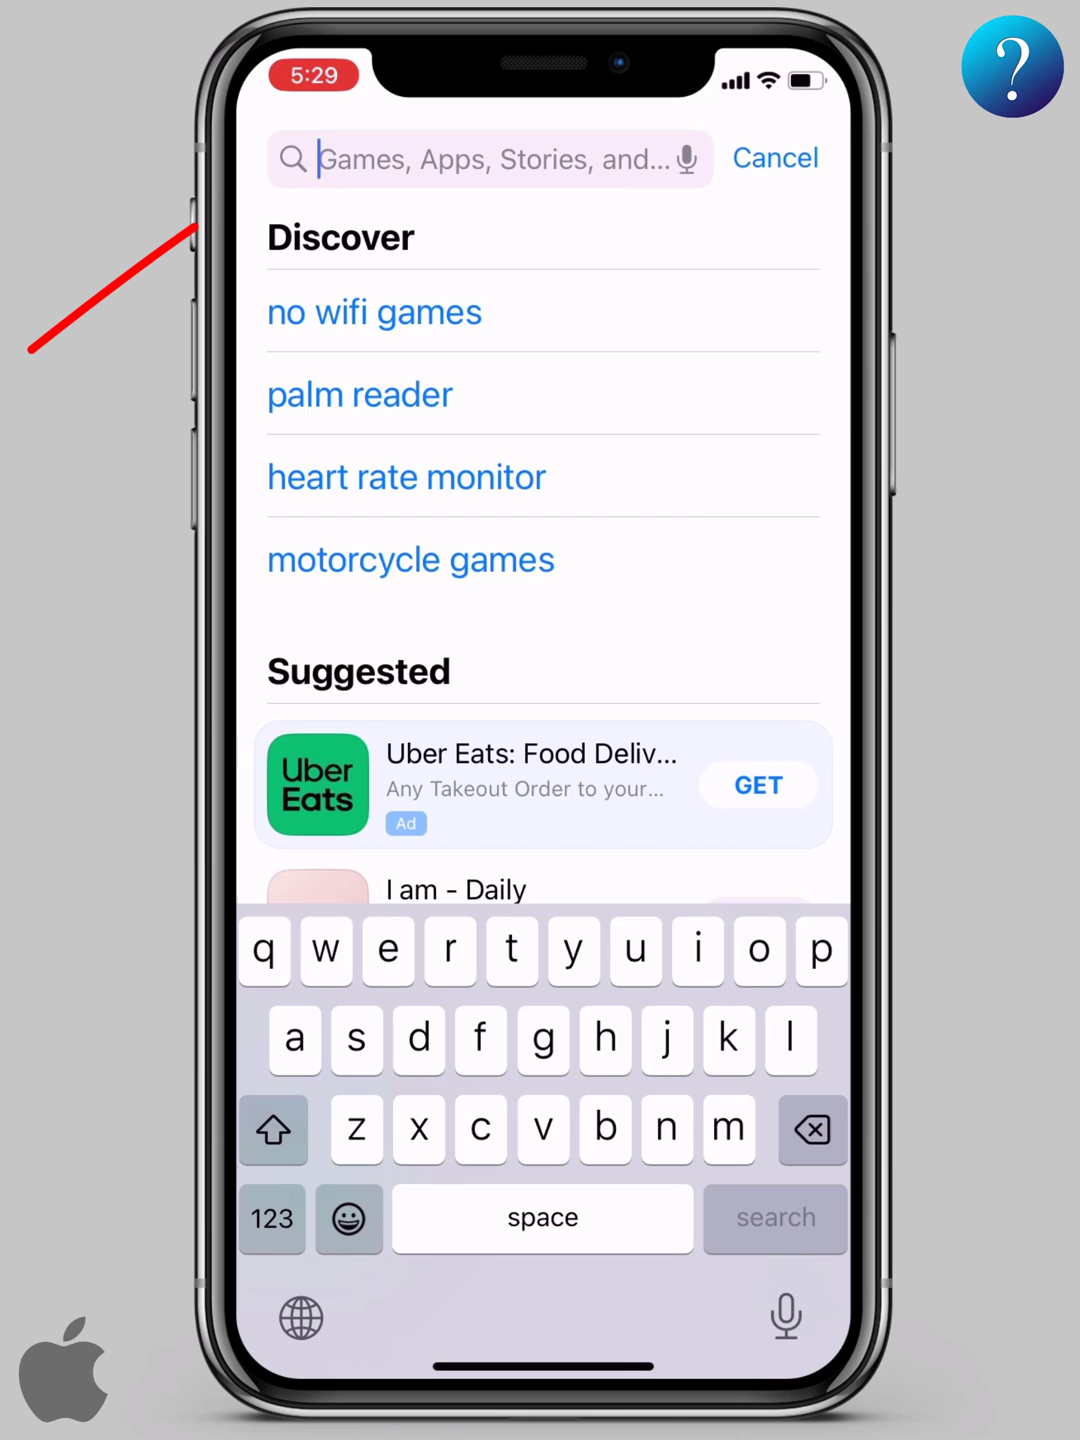 5:29
?
Games, Apps, Stories, and...
Cancel
Discover
no wifi games
palm reader
heart rate monitor
motorcycle games
Suggested
Uber
Eats
Uber Eats: Food Deliv...
Any Takeout Order to your...
Ad
GET
I am - Daily
q w e r t y u i o p
a s d f g h j k l
z x c v b n m
123
space
search